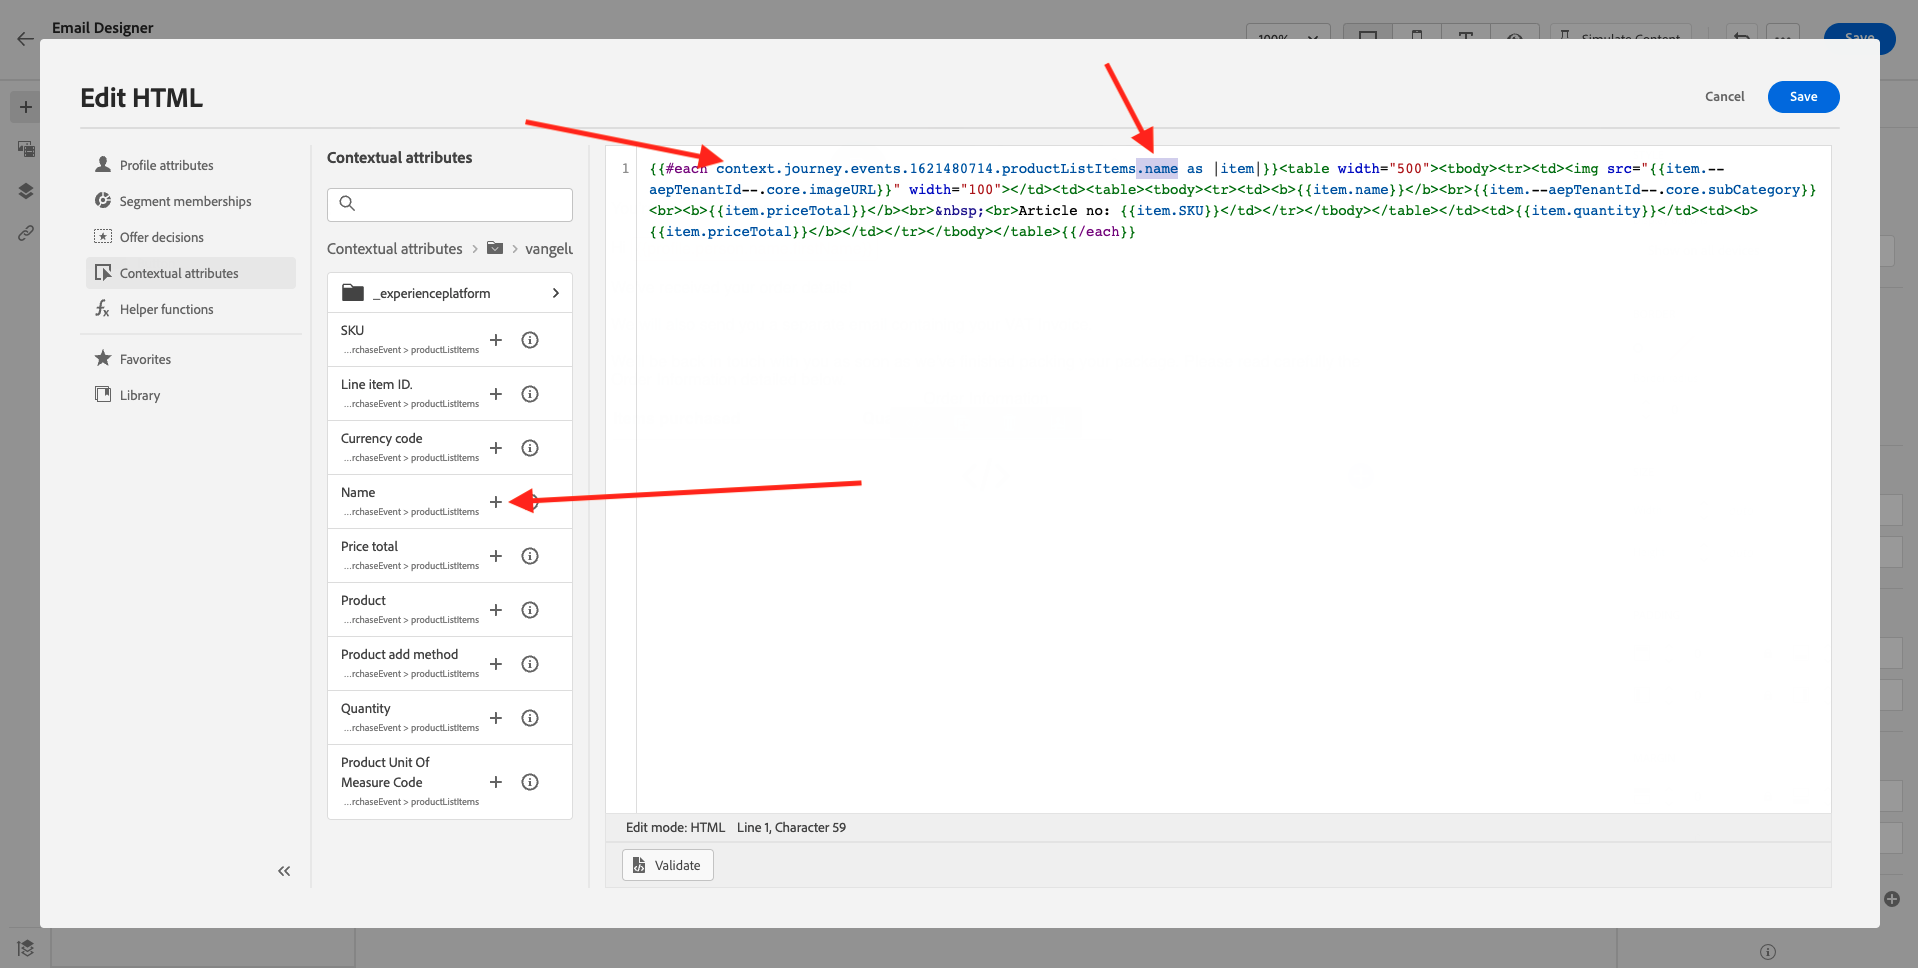 Email Designer
100%
Simulate Content
Save
Edit HTML
Cancel
Save
Profile attributes
Segment memberships
Offer decisions
Contextual attributes
Helper functions
Favorites
Library
Contextual attributes
Contextual attributes > > vangelu
_experienceplatform
SKU
...rchaseEvent > productListItems
Line item ID.
...rchaseEvent > productListItems
Currency code
...rchaseEvent > productListItems
Name
...rchaseEvent > productListItems
Price total
...rchaseEvent > productListItems
Product
...rchaseEvent > productListItems
Product add method
...rchaseEvent > productListItems
Quantity
...rchaseEvent > productListItems
Product Unit Of
Measure Code
...rchaseEvent > productListItems
1 {{#each context.journey.events.1621480714.productListItems.name as |item|}}<table width="500"><tbody><tr><td><img src="{{item.--
aepTenantId--.core.imageURL}}" width="100"></td><td><table><tbody><tr><td><b>{{item.name}}</b><br>{{item.--aepTenantId--.core.subCategory}}
<br><b>{{item.priceTotal}}</b><br>&nbsp;<br>Article no: {{item.SKU}}</td></tr></tbody></table></td><td>{{item.quantity}}</td><td><b>
{{item.priceTotal}}</b></td></tr></tbody></table>{{/each}}
Edit mode: HTML Line 1, Character 59
Validate